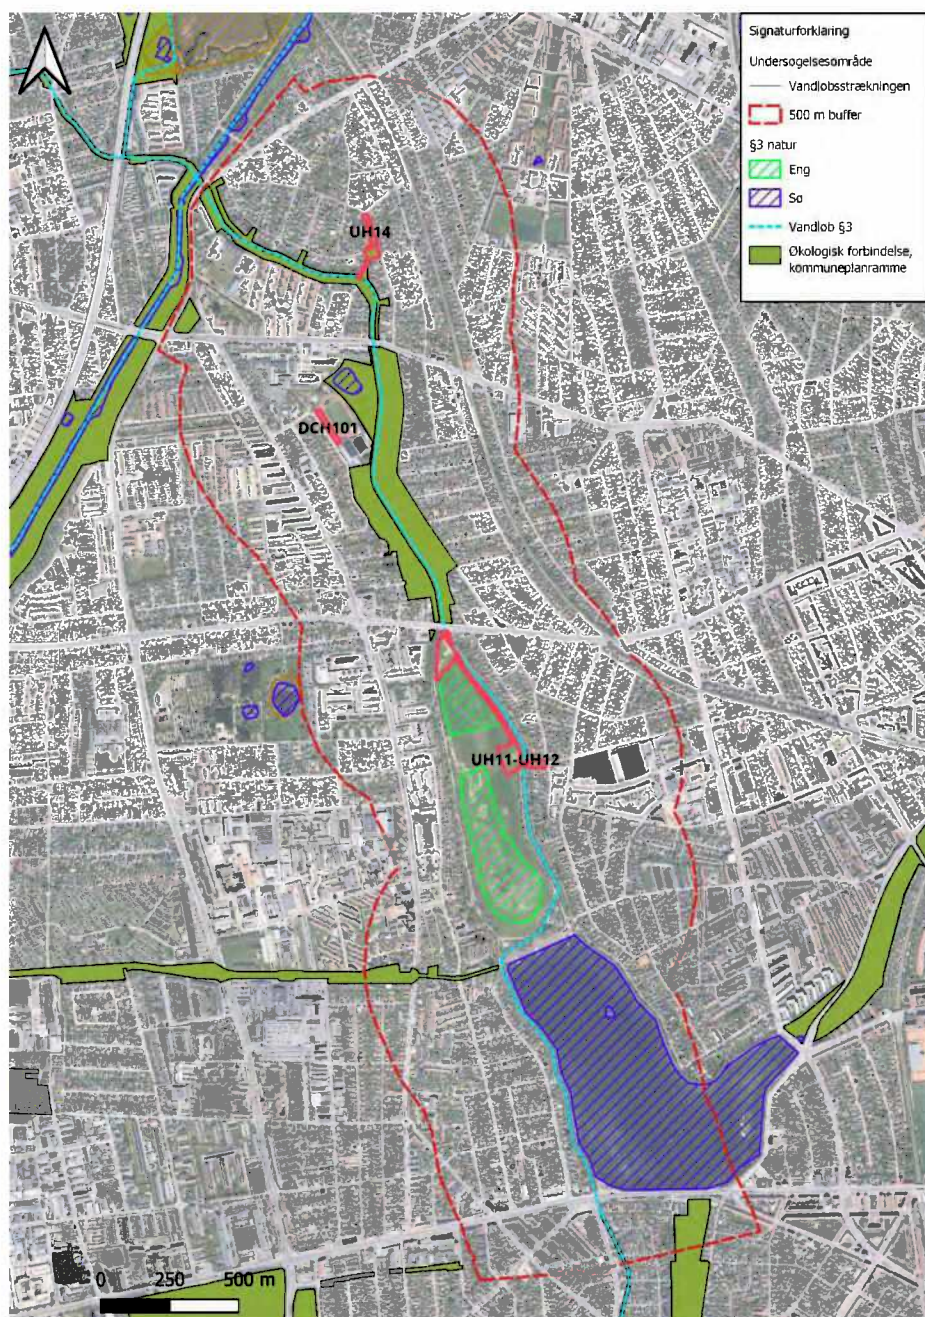 Signaturforklaring
Undersøgelsesområde
Vandløbsstrækningen
500 m buffer
§3 natur
Eng
Sø
Vandløb §3
Økologisk forbindelse,
kommuneplanramme
UH14
DCH101
UH11-UH12
0 250 500 m